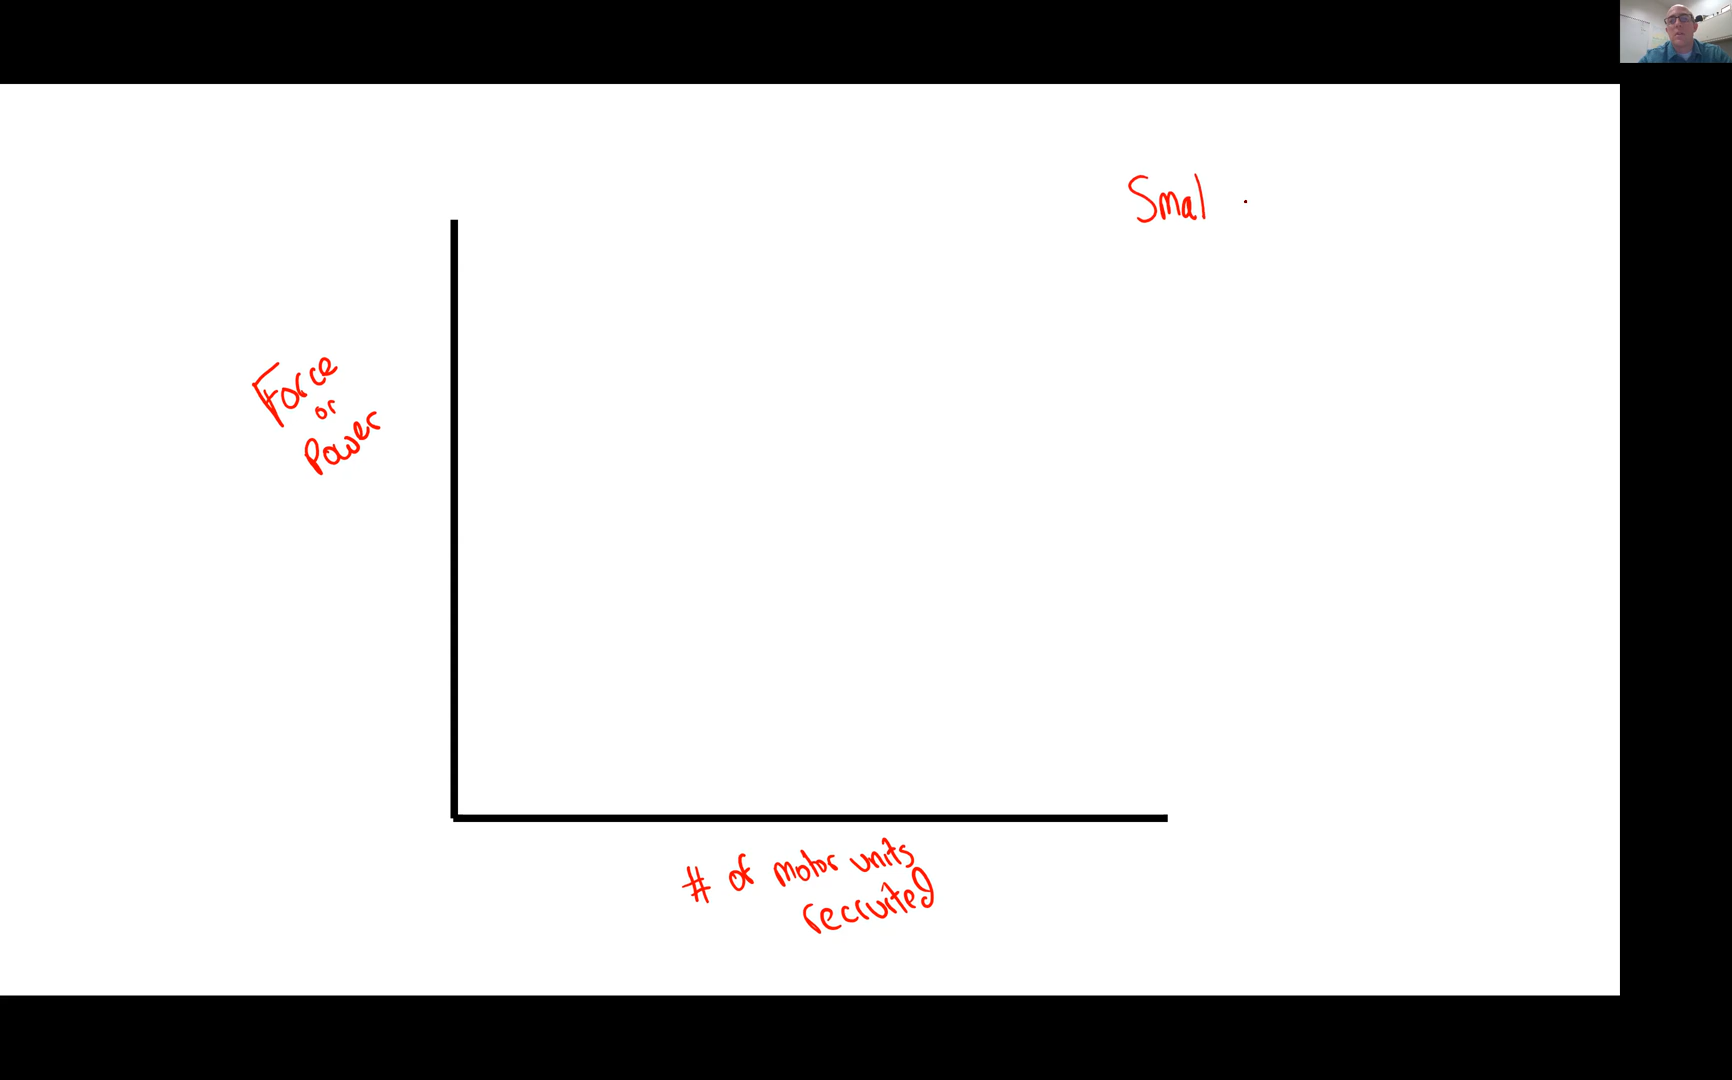 Smal
Force
or
Power
# of motor units
recruited